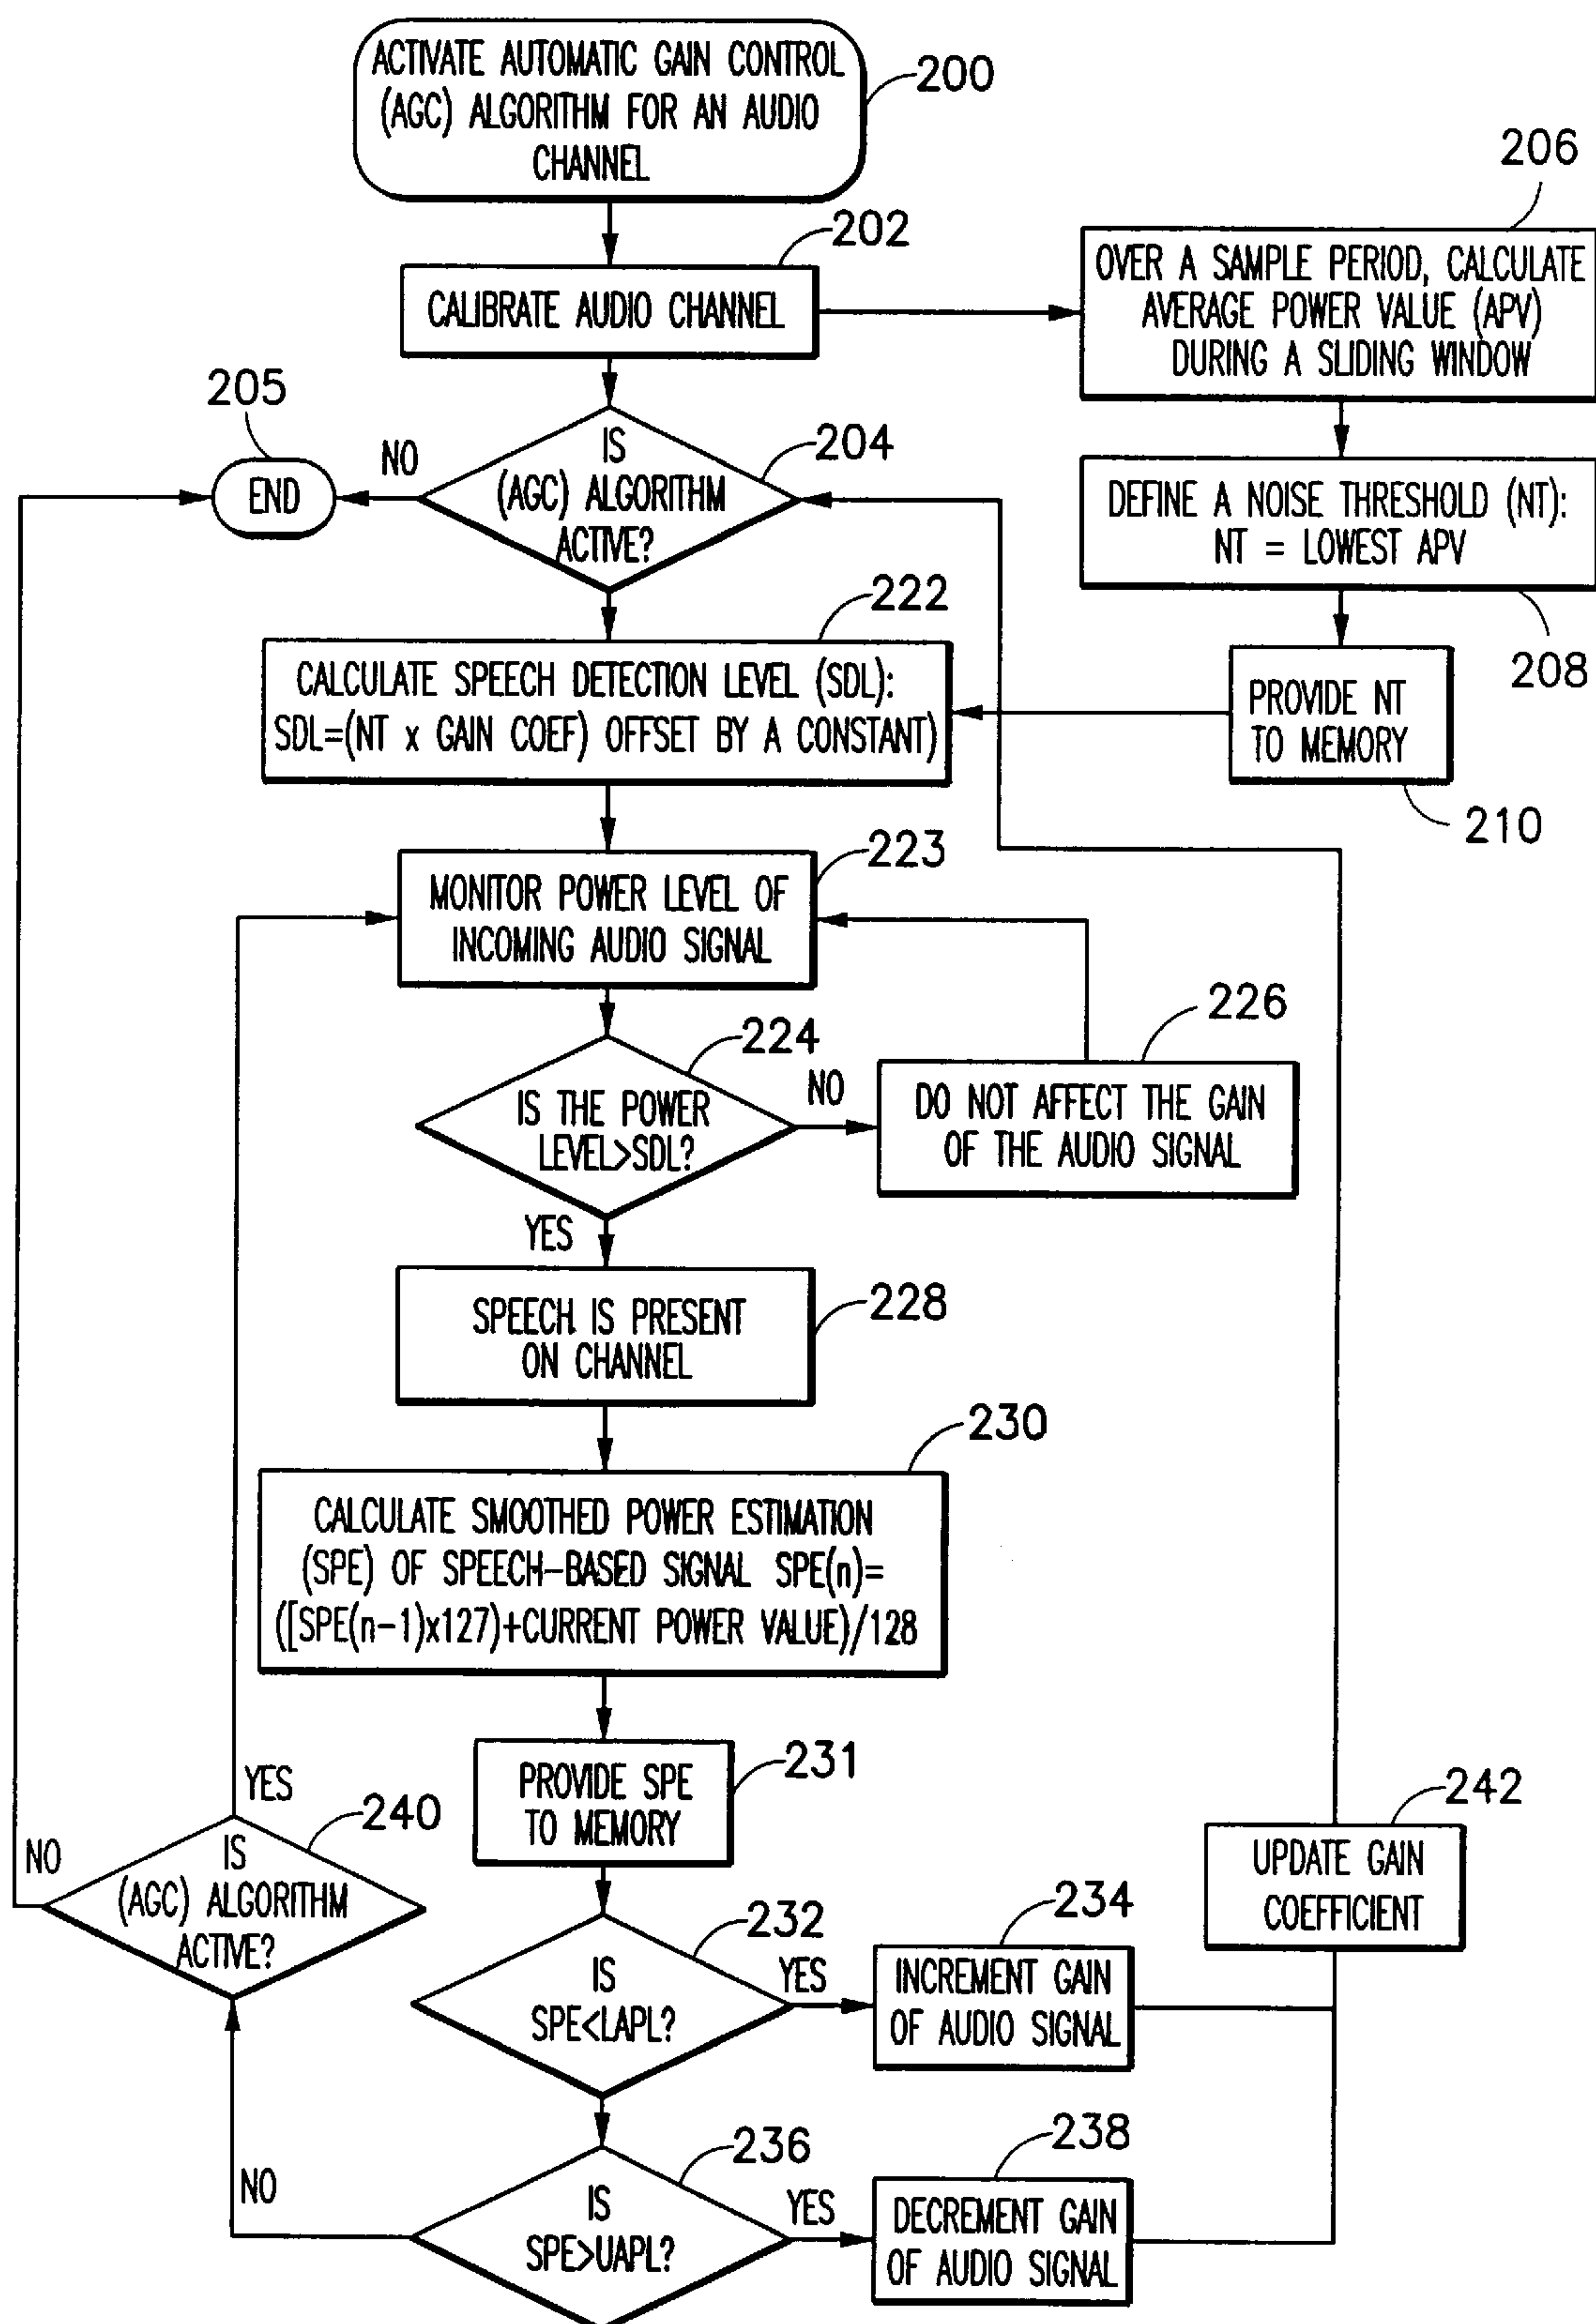 ACTIVATE AUTOMATIC GAIN CONTROL
(AGC) ALGORITHM FOR AN AUDIO
CHANNEL
200
202
CALIBRATE AUDIO CHANNEL
206
OVER A SAMPLE PERIOD, CALCULATE
AVERAGE POWER VALUE (APV)
DURING A SLIDING WINDOW
205
END
NO
204
IS
(AGC) ALGORITHM
ACTIVE?
DEFINE A NOISE THRESHOLD (NT):
NT = LOWEST APV
208
222
CALCULATE SPEECH DETECTION LEVEL (SDL):
SDL=(NT x GAIN COEF) OFFSET BY A CONSTANT)
PROVIDE NT
TO MEMORY
210
223
MONITOR POWER LEVEL OF
INCOMING AUDIO SIGNAL
224
IS THE POWER
LEVEL>SDL?
NO
226
DO NOT AFFECT THE GAIN
OF THE AUDIO SIGNAL
YES
228
SPEECH IS PRESENT
ON CHANNEL
230
CALCULATE SMOOTHED POWER ESTIMATION
(SPE) OF SPEECH-BASED SIGNAL SPE(n)=
([SPE(n-1)x127)+CURRENT POWER VALUE)/128
231
PROVIDE SPE
TO MEMORY
YES
240
NO
IS
(AGC) ALGORITHM
ACTIVE?
242
UPDATE GAIN
COEFFICIENT
232
IS
SPE<LAPL?
YES
234
INCREMENT GAIN
OF AUDIO SIGNAL
NO
236
IS
SPE>UAPL?
YES
238
DECREMENT GAIN
OF AUDIO SIGNAL